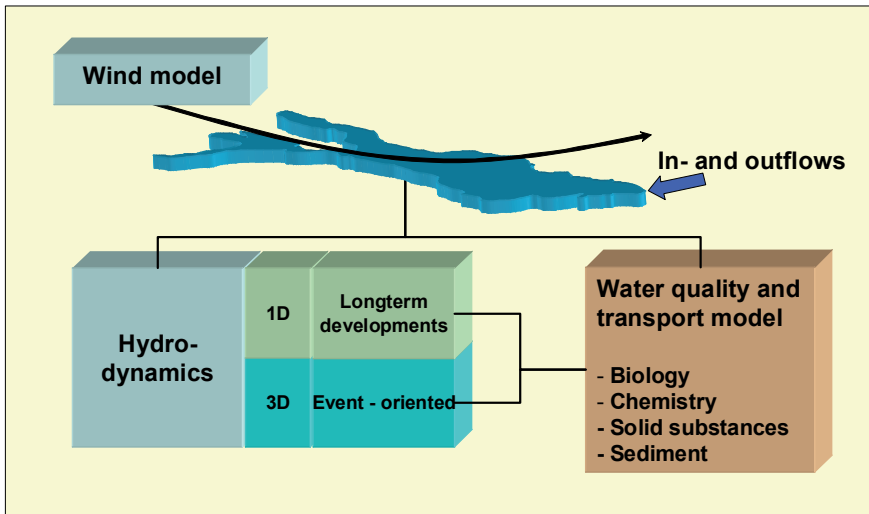 Wind model
In- and outflows
Hydro-
dynamics
1D
Longterm
developments
3D
Event - oriented
Water quality and
transport model
- Biology
- Chemistry
- Solid substances
- Sediment